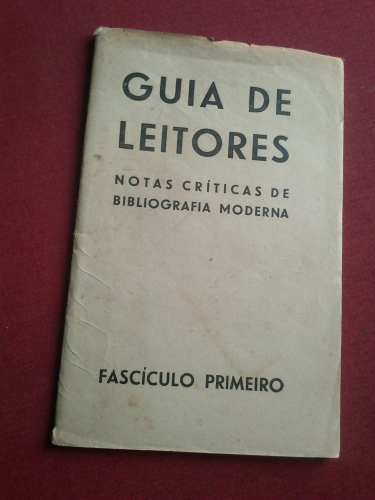 GUIA DE
LEITORES
NOTAS CRÍTICAS DE
BIBLIOGRAFIA MODERNA
FASCÍCULO PRIMEIRO